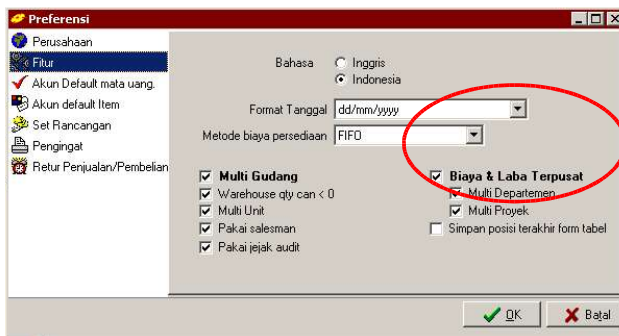 Preferensi
Perusahaan
Fitur
Akun Default mata uang.
Akun default Item
Set Rancangan
Pengingat
Retur Penjualan/Pembelian
Bahasa
Inggris
Indonesia
Format Tanggal dd/mm/yyyy
Metode biaya persediaan FIFO
Multi Gudang
Warehouse qty can < 0
Multi Unit
Pakai salesman
Pakai jejak audit
Biaya & Laba Terpusat
Multi Departemen
Multi Proyek
Simpan posisi terakhir form tabel
OK
Batal